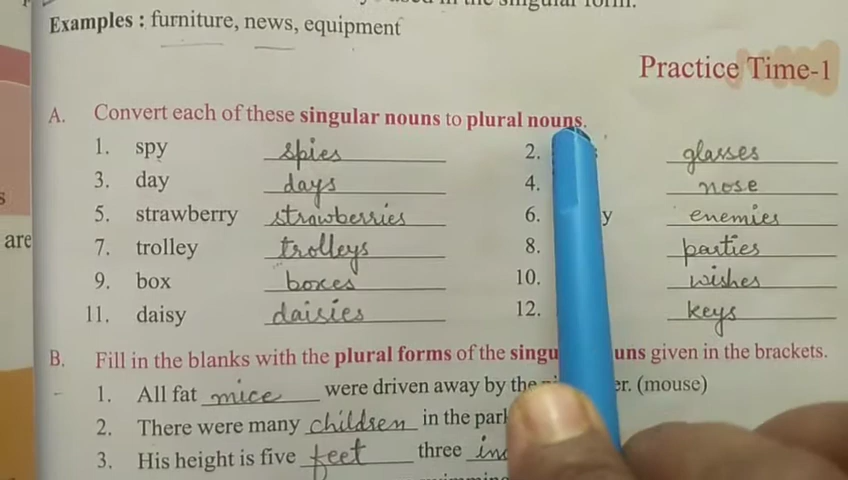 in the singular form.
Examples : furniture, news, equipment
Practice Time-1
A. Convert each of these singular nouns to plural nouns.
1. spy spies 2. glasses
3. day days 4. nose
5. strawberry strawberries 6. y enemies
7. trolley trolleys 8. parties
9. box boxes 10. wishes
11. daisy daisies 12. keys
are
B. Fill in the blanks with the plural forms of the given in the brackets.
1. All fat mice were driven away by the (mouse)
2. There were many children in the
3. His height is five feet three